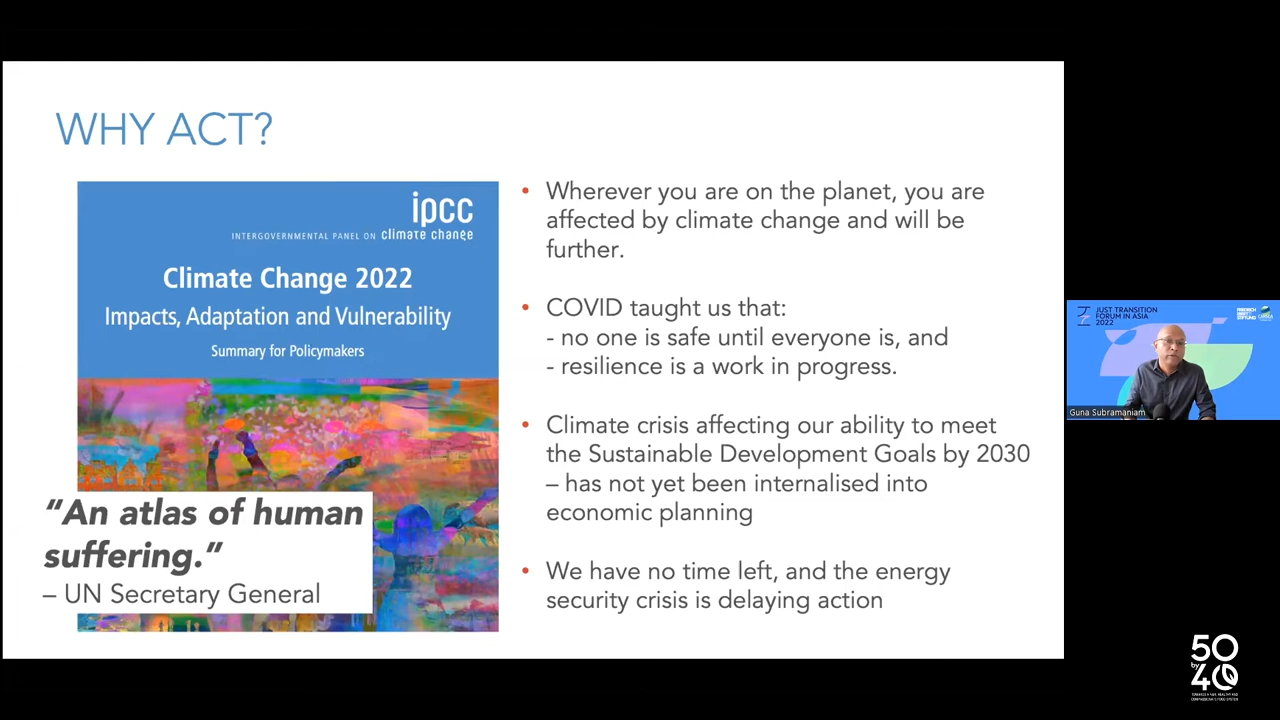 WHY ACT?
ipcc
INTERGOVERNMENTAL PANEL ON climate change
Climate Change 2022
Impacts, Adaptation and Vulnerability
Summary for Policymakers
“An atlas of human
suffering.”
– UN Secretary General
• Wherever you are on the planet, you are
affected by climate change and will be
further.
• COVID taught us that:
- no one is safe until everyone is, and
- resilience is a work in progress.
• Climate crisis affecting our ability to meet
the Sustainable Development Goals by 2030
– has not yet been internalised into
economic planning
• We have no time left, and the energy
security crisis is delaying action
JUST TRANSITION
FORUM IN ASIA
2022
FRIEDRICH
EBERT
STIFTUNG
Guna Subramaniam
50
by
40